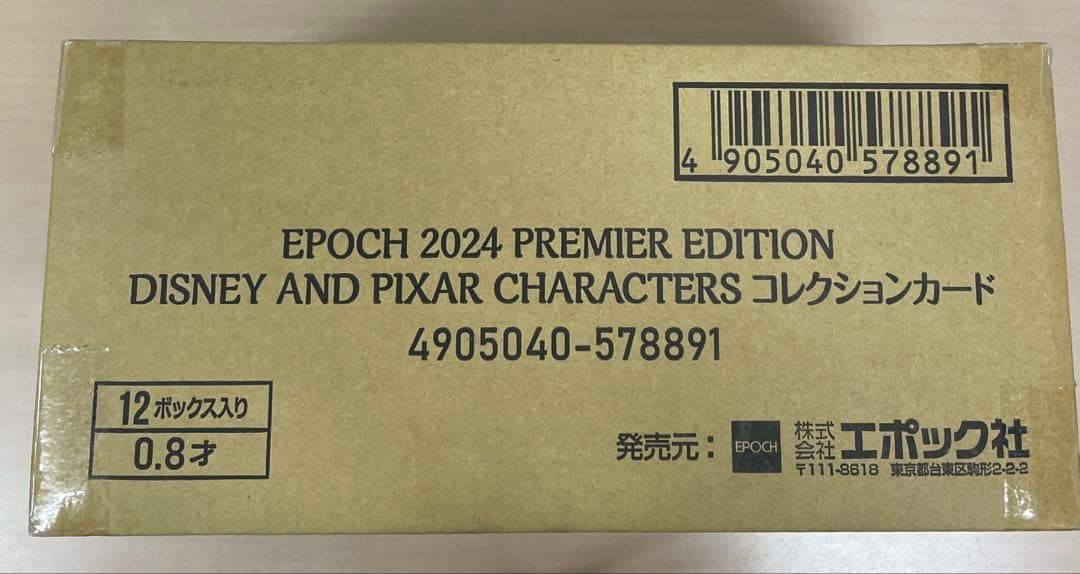 4 905040 578891
EPOCH 2024 PREMIER EDITION
DISNEY AND PIXAR CHARACTERS コレクションカード
4905040-578891
12ボックス入り
0.8才
発売元： EPOCH 株式会社 エポック社
〒111-8618 東京都台東区駒形2-2-2